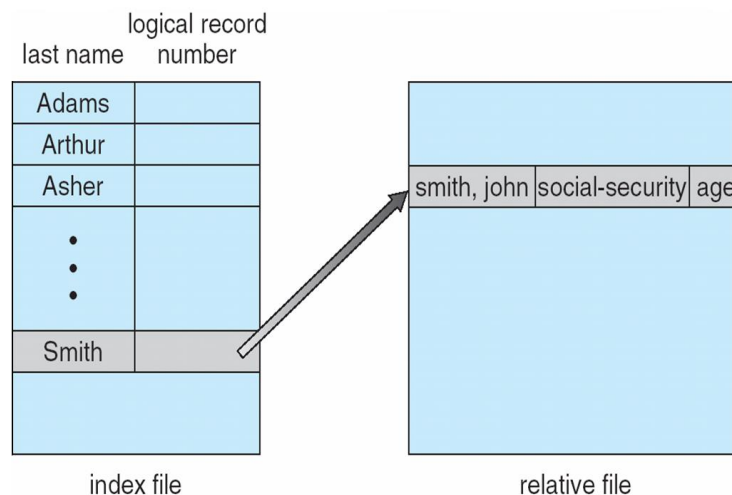 logical record
last name number
Adams
Arthur
Asher
Smith
smith, john social-security age
index file relative file